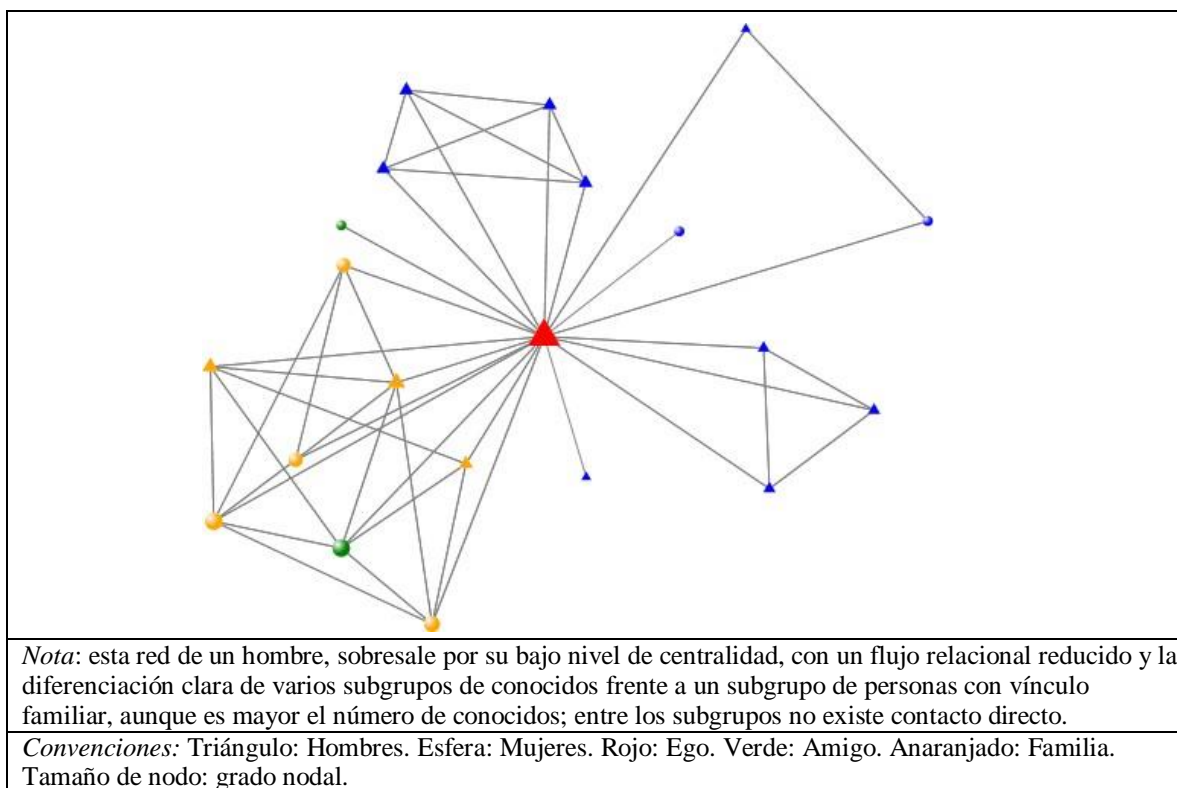 Nota: esta red de un hombre, sobresale por su bajo nivel de centralidad, con un flujo relacional reducido y la
diferenciación clara de varios subgrupos de conocidos frente a un subgrupo de personas con vínculo
familiar, aunque es mayor el número de conocidos; entre los subgrupos no existe contacto directo.
Convenciones: Triángulo: Hombres. Esfera: Mujeres. Rojo: Ego. Verde: Amigo. Anaranjado: Familia.
Tamaño de nodo: grado nodal.